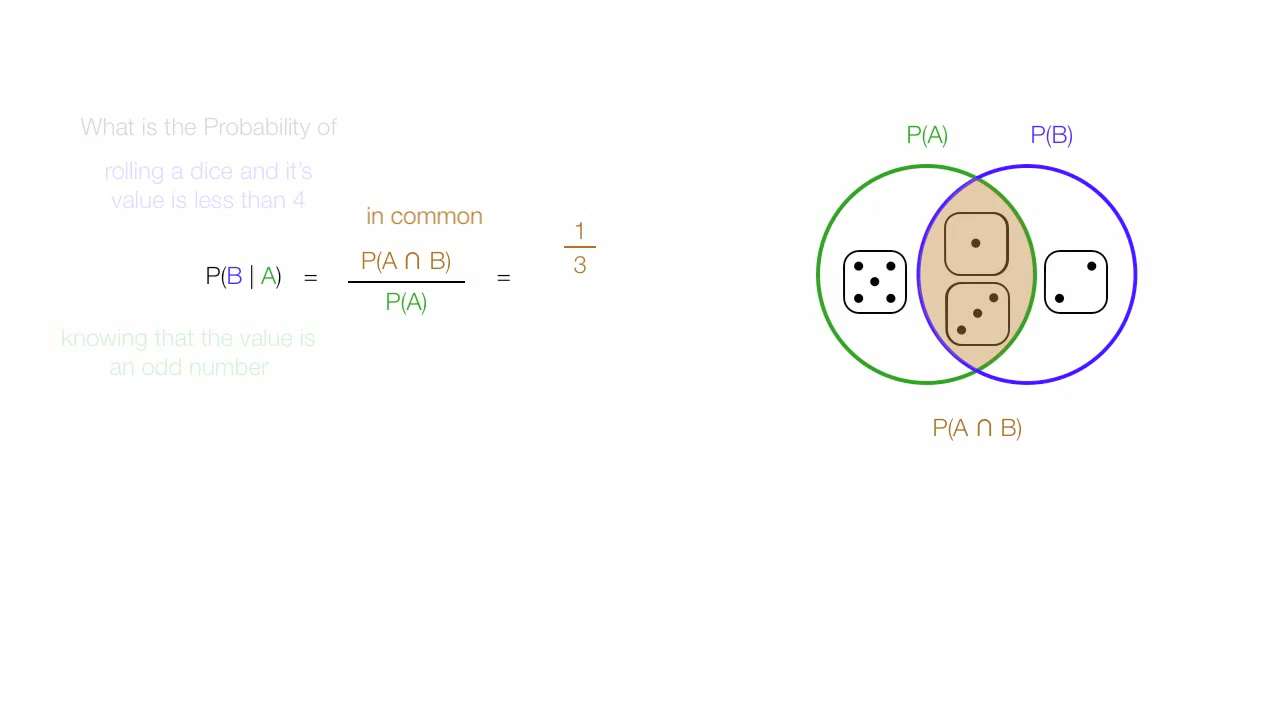 What is the Probability of
rolling a dice and it's
value is less than 4
in common
P(B | A) = P(A ∩ B) / P(A) = 1 / 3
knowing that the value is
an odd number
P(A) P(B)
P(A ∩ B)